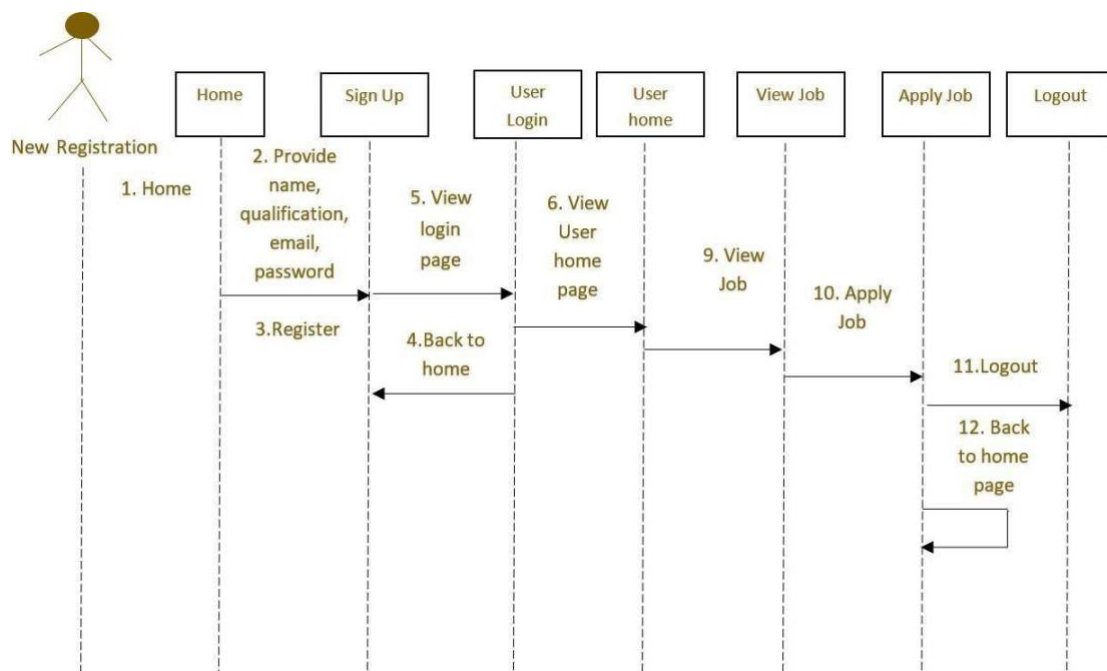 Home
Sign Up
User
Login
User
home
View Job
Apply Job
Logout
New Registration
1. Home
2. Provide
name,
qualification,
email,
password
3.Register
5. View
login
page
4.Back to
home
6. View
User
home
page
9. View
Job
10. Apply
Job
11.Logout
12. Back
to home
page